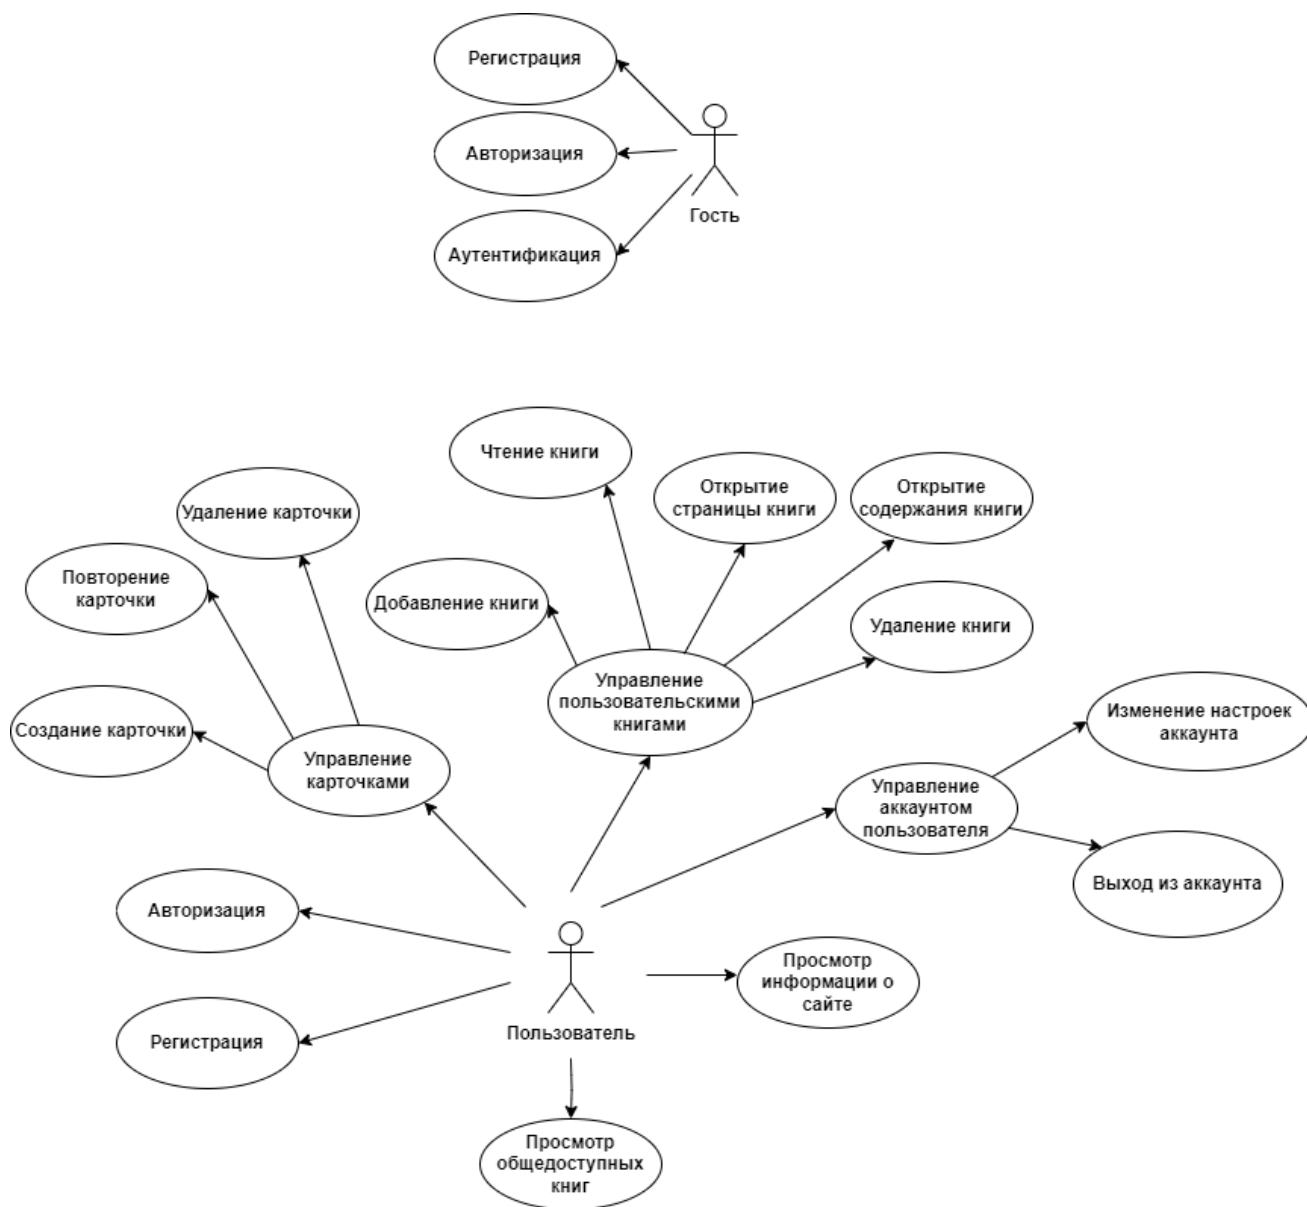 Регистрация
Авторизация
Гость
Аутентификация
Чтение книги
Открытие
страницы книги
Открытие
содержания книги
Удаление карточки
Повторение
карточки
Добавление книги
Удаление книги
Управление
пользовательскими
книгами
Изменение настроек
аккаунта
Создание карточки
Управление
карточками
Управление
аккаунтом
пользователя
Выход из аккаунта
Авторизация
Просмотр
информации о
сайте
Регистрация
Пользователь
Просмотр
общедоступных
книг